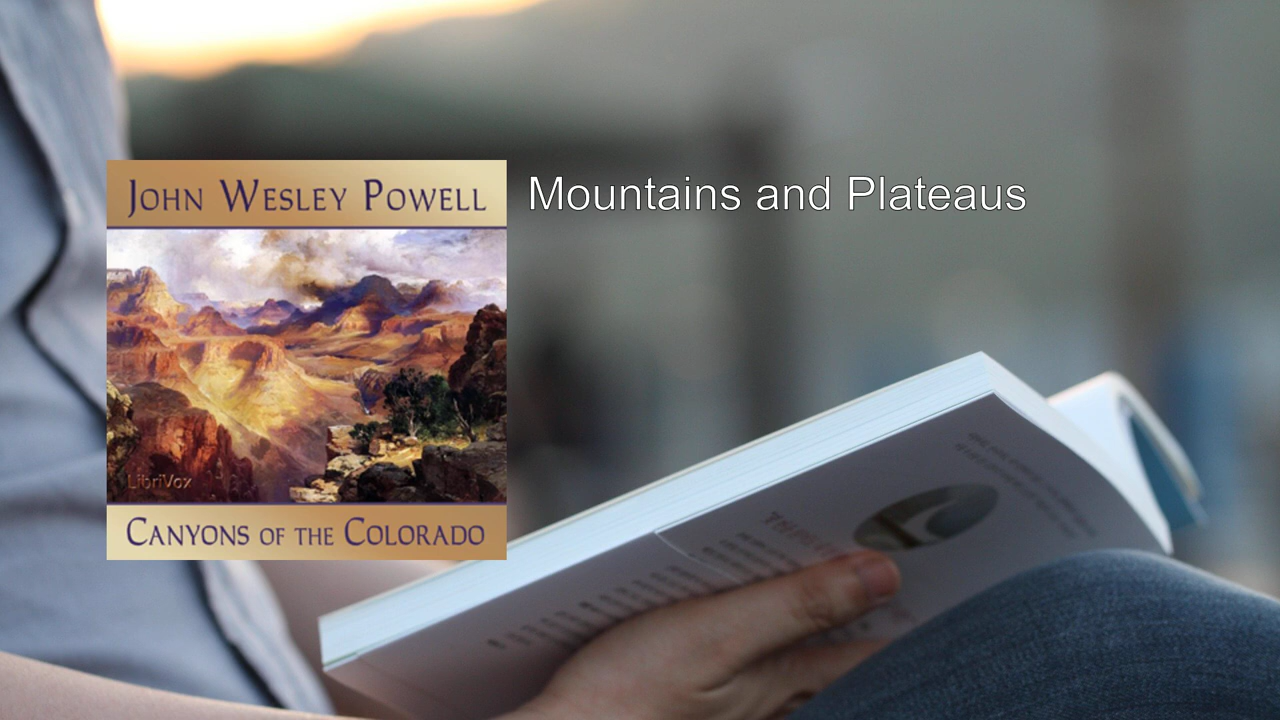 John Wesley Powell
Mountains and Plateaus
LibriVox
Canyons of the Colorado